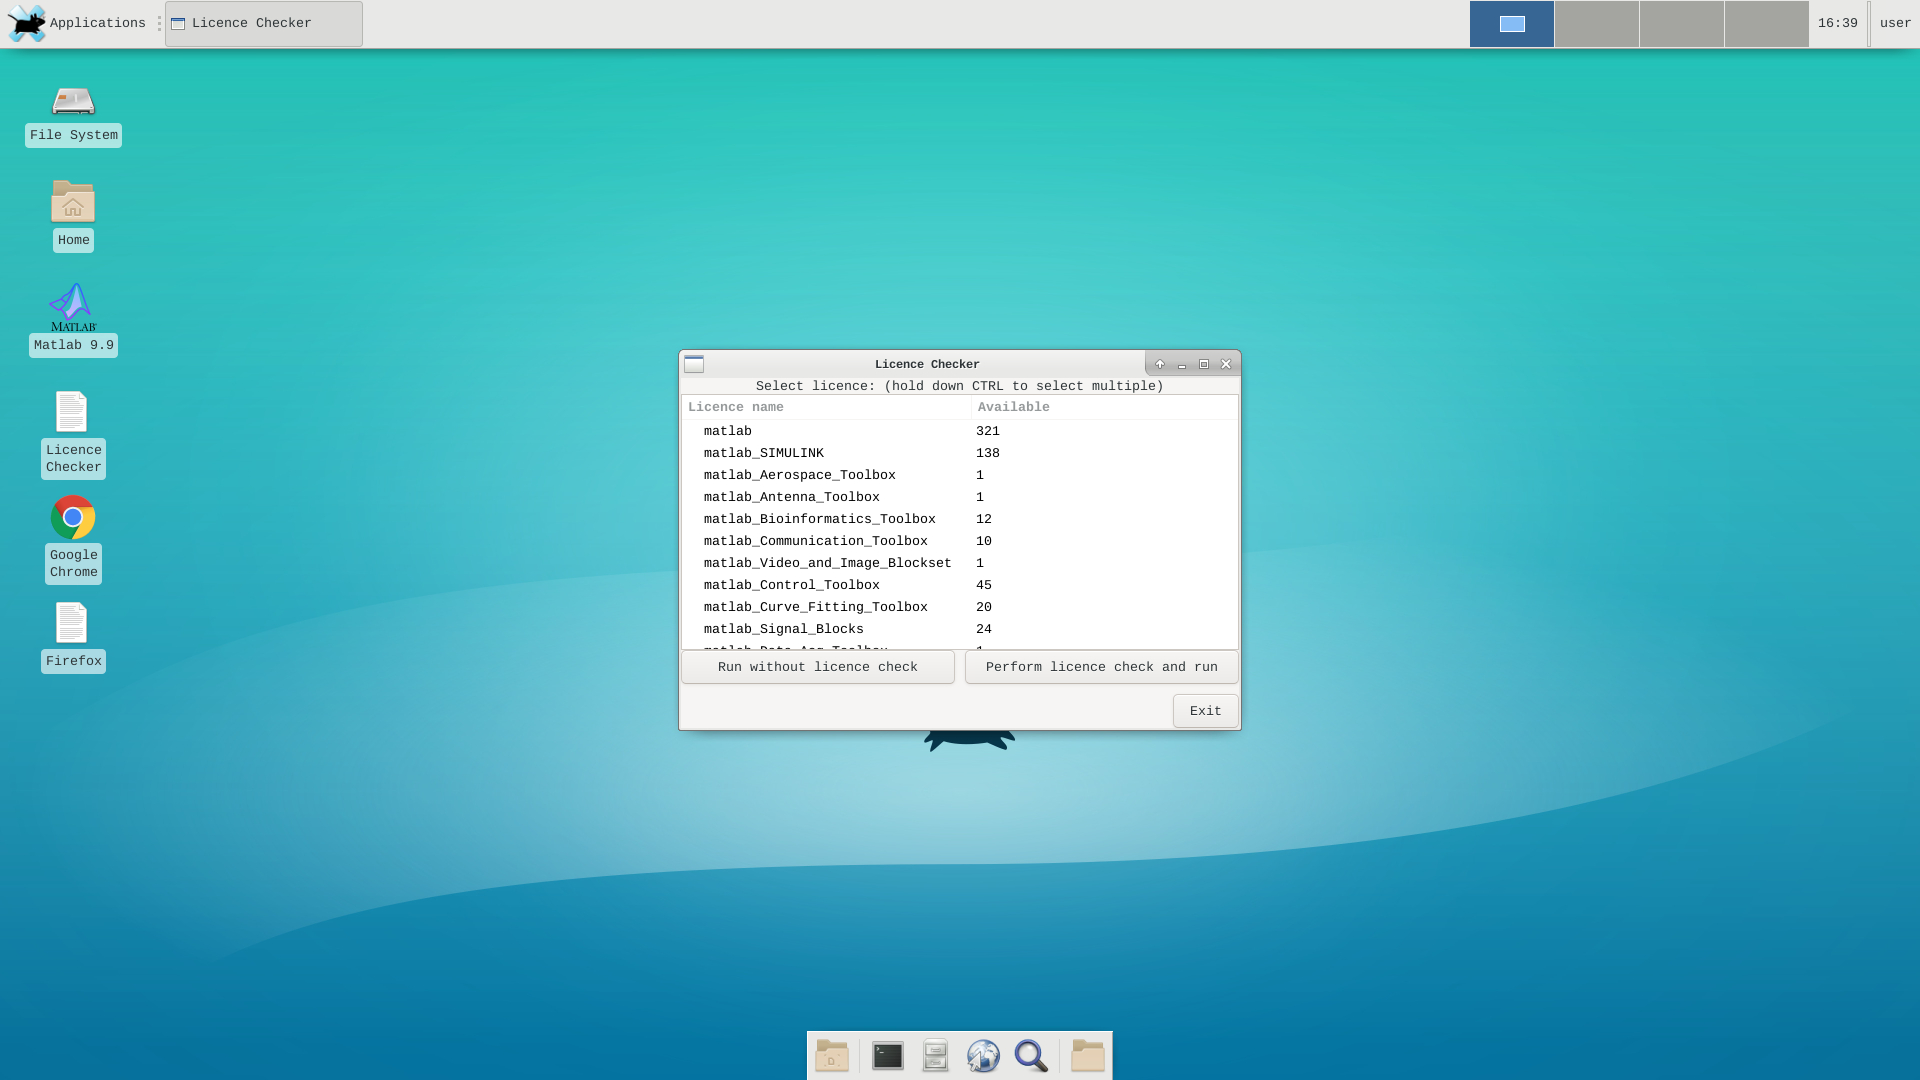 Applications
Licence Checker
16:39
user
File System
Home
MATLAB
Matlab 9.9
Licence
Checker
Google
Chrome
Firefox
Licence Checker
Select licence: (hold down CTRL to select multiple)
Licence name Available
matlab 321
matlab_SIMULINK 138
matlab_Aerospace_Toolbox 1
matlab_Antenna_Toolbox 1
matlab_Bioinformatics_Toolbox 12
matlab_Communication_Toolbox 10
matlab_Video_and_Image_Blockset 1
matlab_Control_Toolbox 45
matlab_Curve_Fitting_Toolbox 20
matlab_Signal_Blocks 24
matlab_Data_Acq_Toolbox 1
Run without licence check Perform licence check and run
Exit